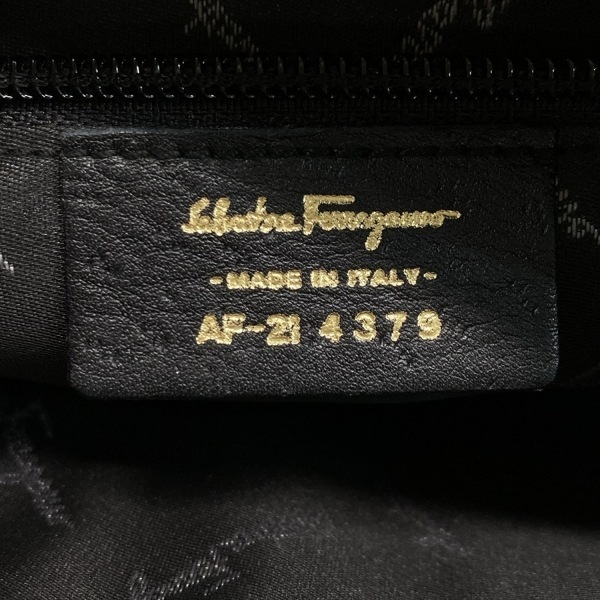 Salvatore Ferragamo
-MADE IN ITALY-
AF-21 4379